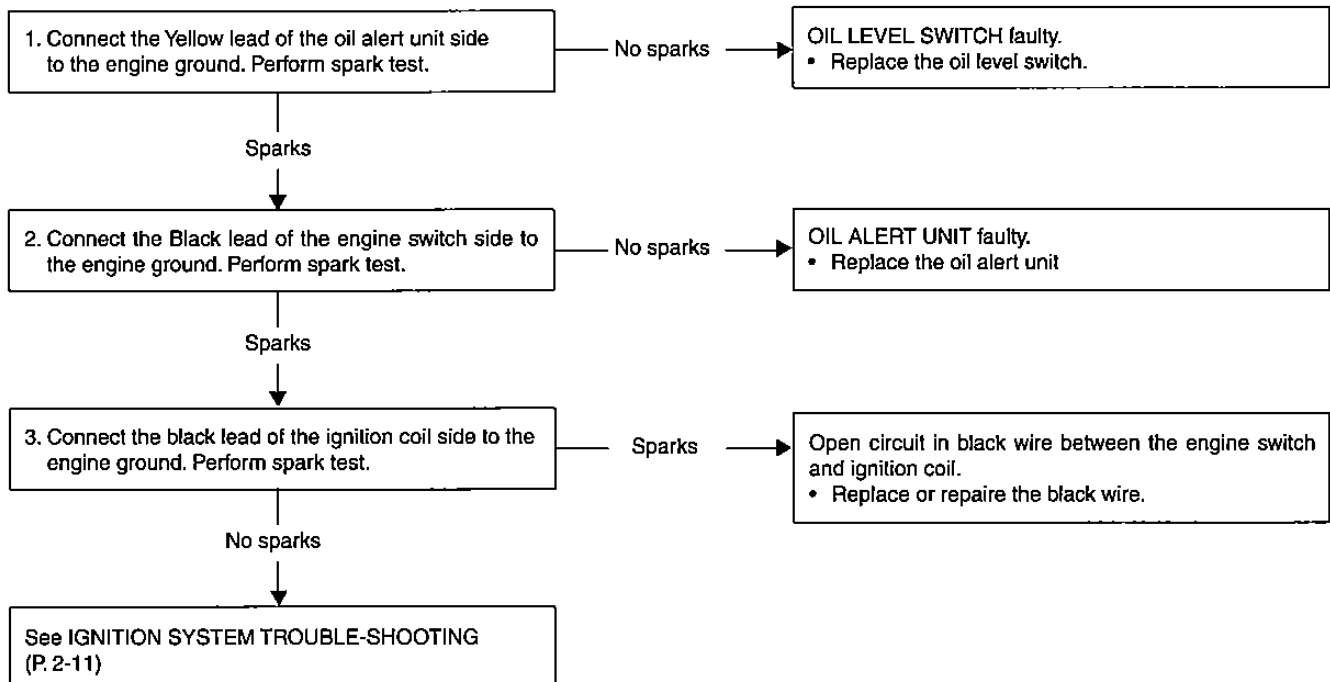 1. Connect the Yellow lead of the oil alert unit side
to the engine ground. Perform spark test.
No sparks
OIL LEVEL SWITCH faulty.
• Replace the oil level switch.
Sparks
2. Connect the Black lead of the engine switch side to
the engine ground. Perform spark test.
No sparks
OIL ALERT UNIT faulty.
• Replace the oil alert unit
Sparks
3. Connect the black lead of the ignition coil side to the
engine ground. Perform spark test.
Sparks
Open circuit in black wire between the engine switch
and ignition coil.
• Replace or repaire the black wire.
No sparks
See IGNITION SYSTEM TROUBLE-SHOOTING
(P. 2-11)